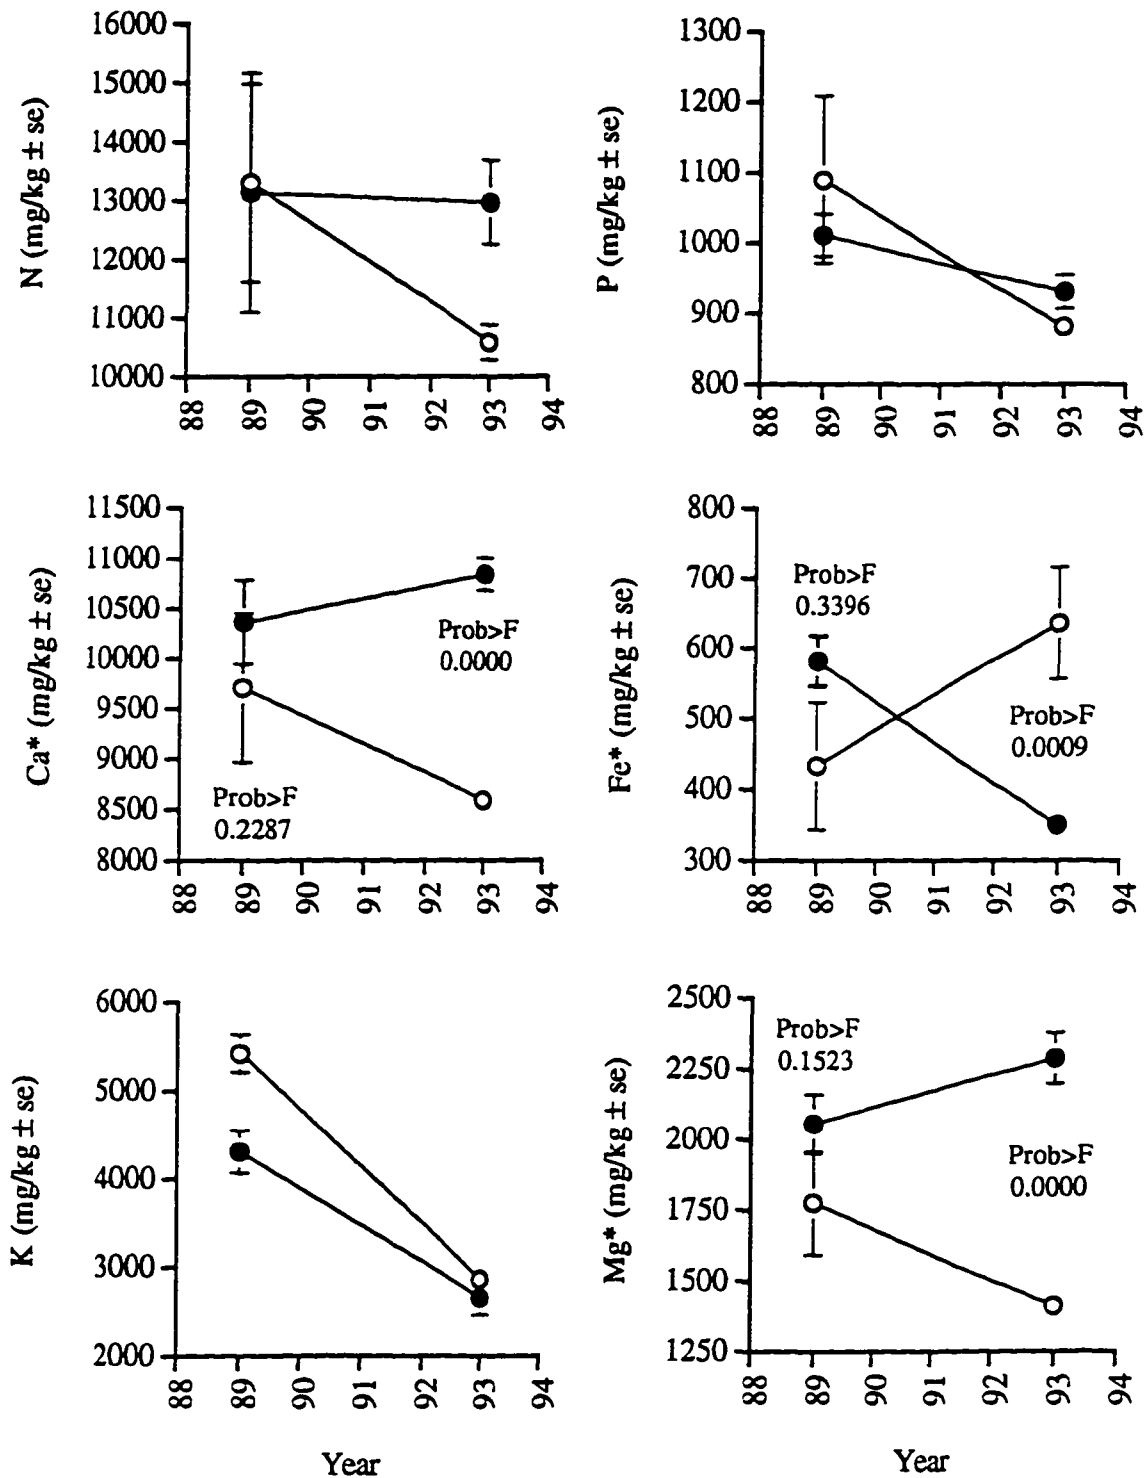 N (mg/kg ± se)
16000
15000
14000
13000
12000
11000
10000
88 89 90 91 92 93 94
P (mg/kg ± se)
1300
1200
1100
1000
900
800
88 89 90 91 92 93 94
Ca* (mg/kg ± se)
11500
11000
10500
10000
9500
9000
8500
8000
Prob>F
0.0000
Prob>F
0.2287
88 89 90 91 92 93 94
Fe* (mg/kg ± se)
800
700
600
500
400
300
Prob>F
0.3396
Prob>F
0.0009
88 89 90 91 92 93 94
K (mg/kg ± se)
6000
5000
4000
3000
2000
88 89 90 91 92 93 94
Year
Mg* (mg/kg ± se)
2500
2250
2000
1750
1500
1250
Prob>F
0.1523
Prob>F
0.0000
88 89 90 91 92 93 94
Year